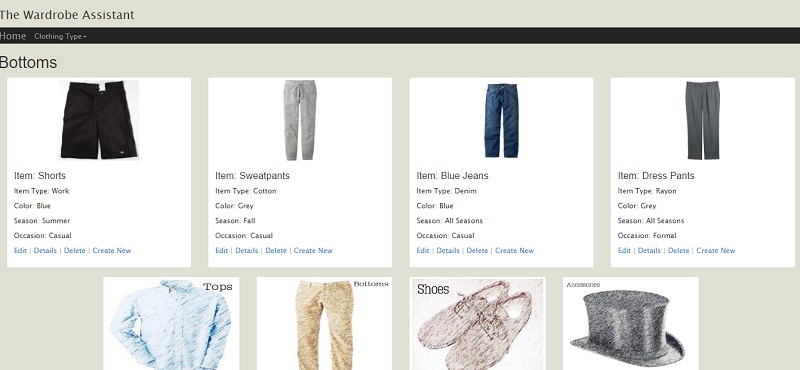 The Wardrobe Assistant
Home Clothing Type
Bottoms
Item: Shorts
Item Type: Work
Color: Blue
Season: Summer
Occasion: Casual
Edit | Details | Delete | Create New
Item: Sweatpants
Item Type: Cotton
Color: Grey
Season: Fall
Occasion: Casual
Edit | Details | Delete | Create New
Item: Blue Jeans
Item Type: Denim
Color: Blue
Season: All Seasons
Occasion: Casual
Edit | Details | Delete | Create New
Item: Dress Pants
Item Type: Rayon
Color: Grey
Season: All Seasons
Occasion: Formal
Edit | Details | Delete | Create New
Tops
Bottoms
Shoes
Accessories